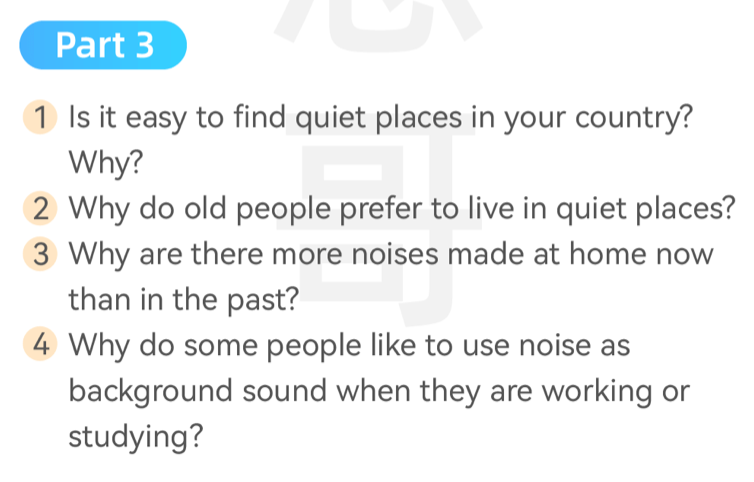 Part 3
1 Is it easy to find quiet places in your country?
Why?
2 Why do old people prefer to live in quiet places?
3 Why are there more noises made at home now
than in the past?
4 Why do some people like to use noise as
background sound when they are working or
studying?
哥